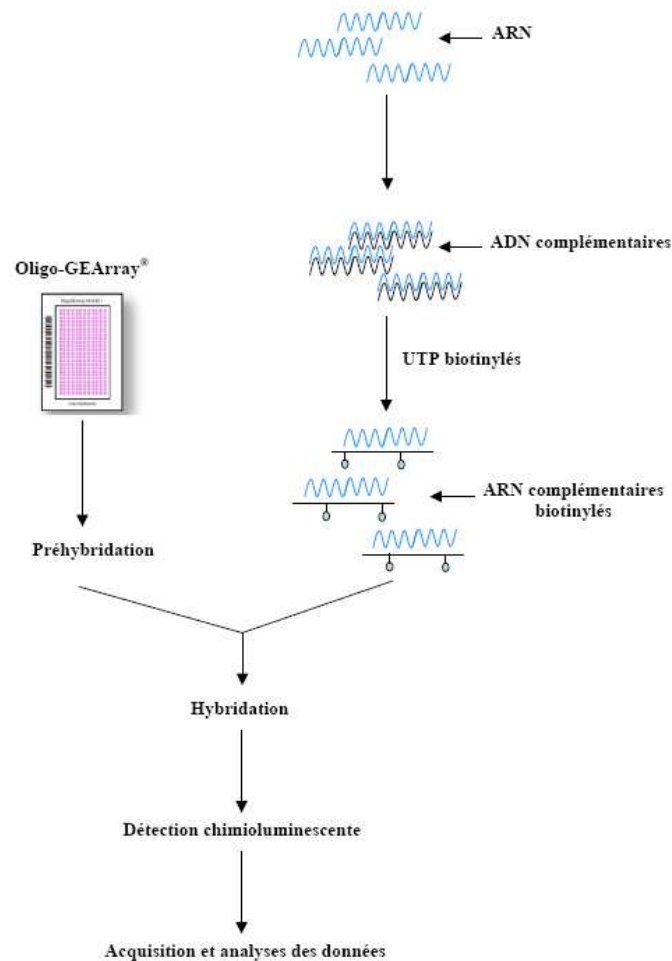 ARN
ADN complémentaires
Oligo-GEArray®
UTP biotinylés
ARN complémentaires
biotinylés
Préhybridation
Hybridation
Détection chimioluminescente
Acquisition et analyses des données